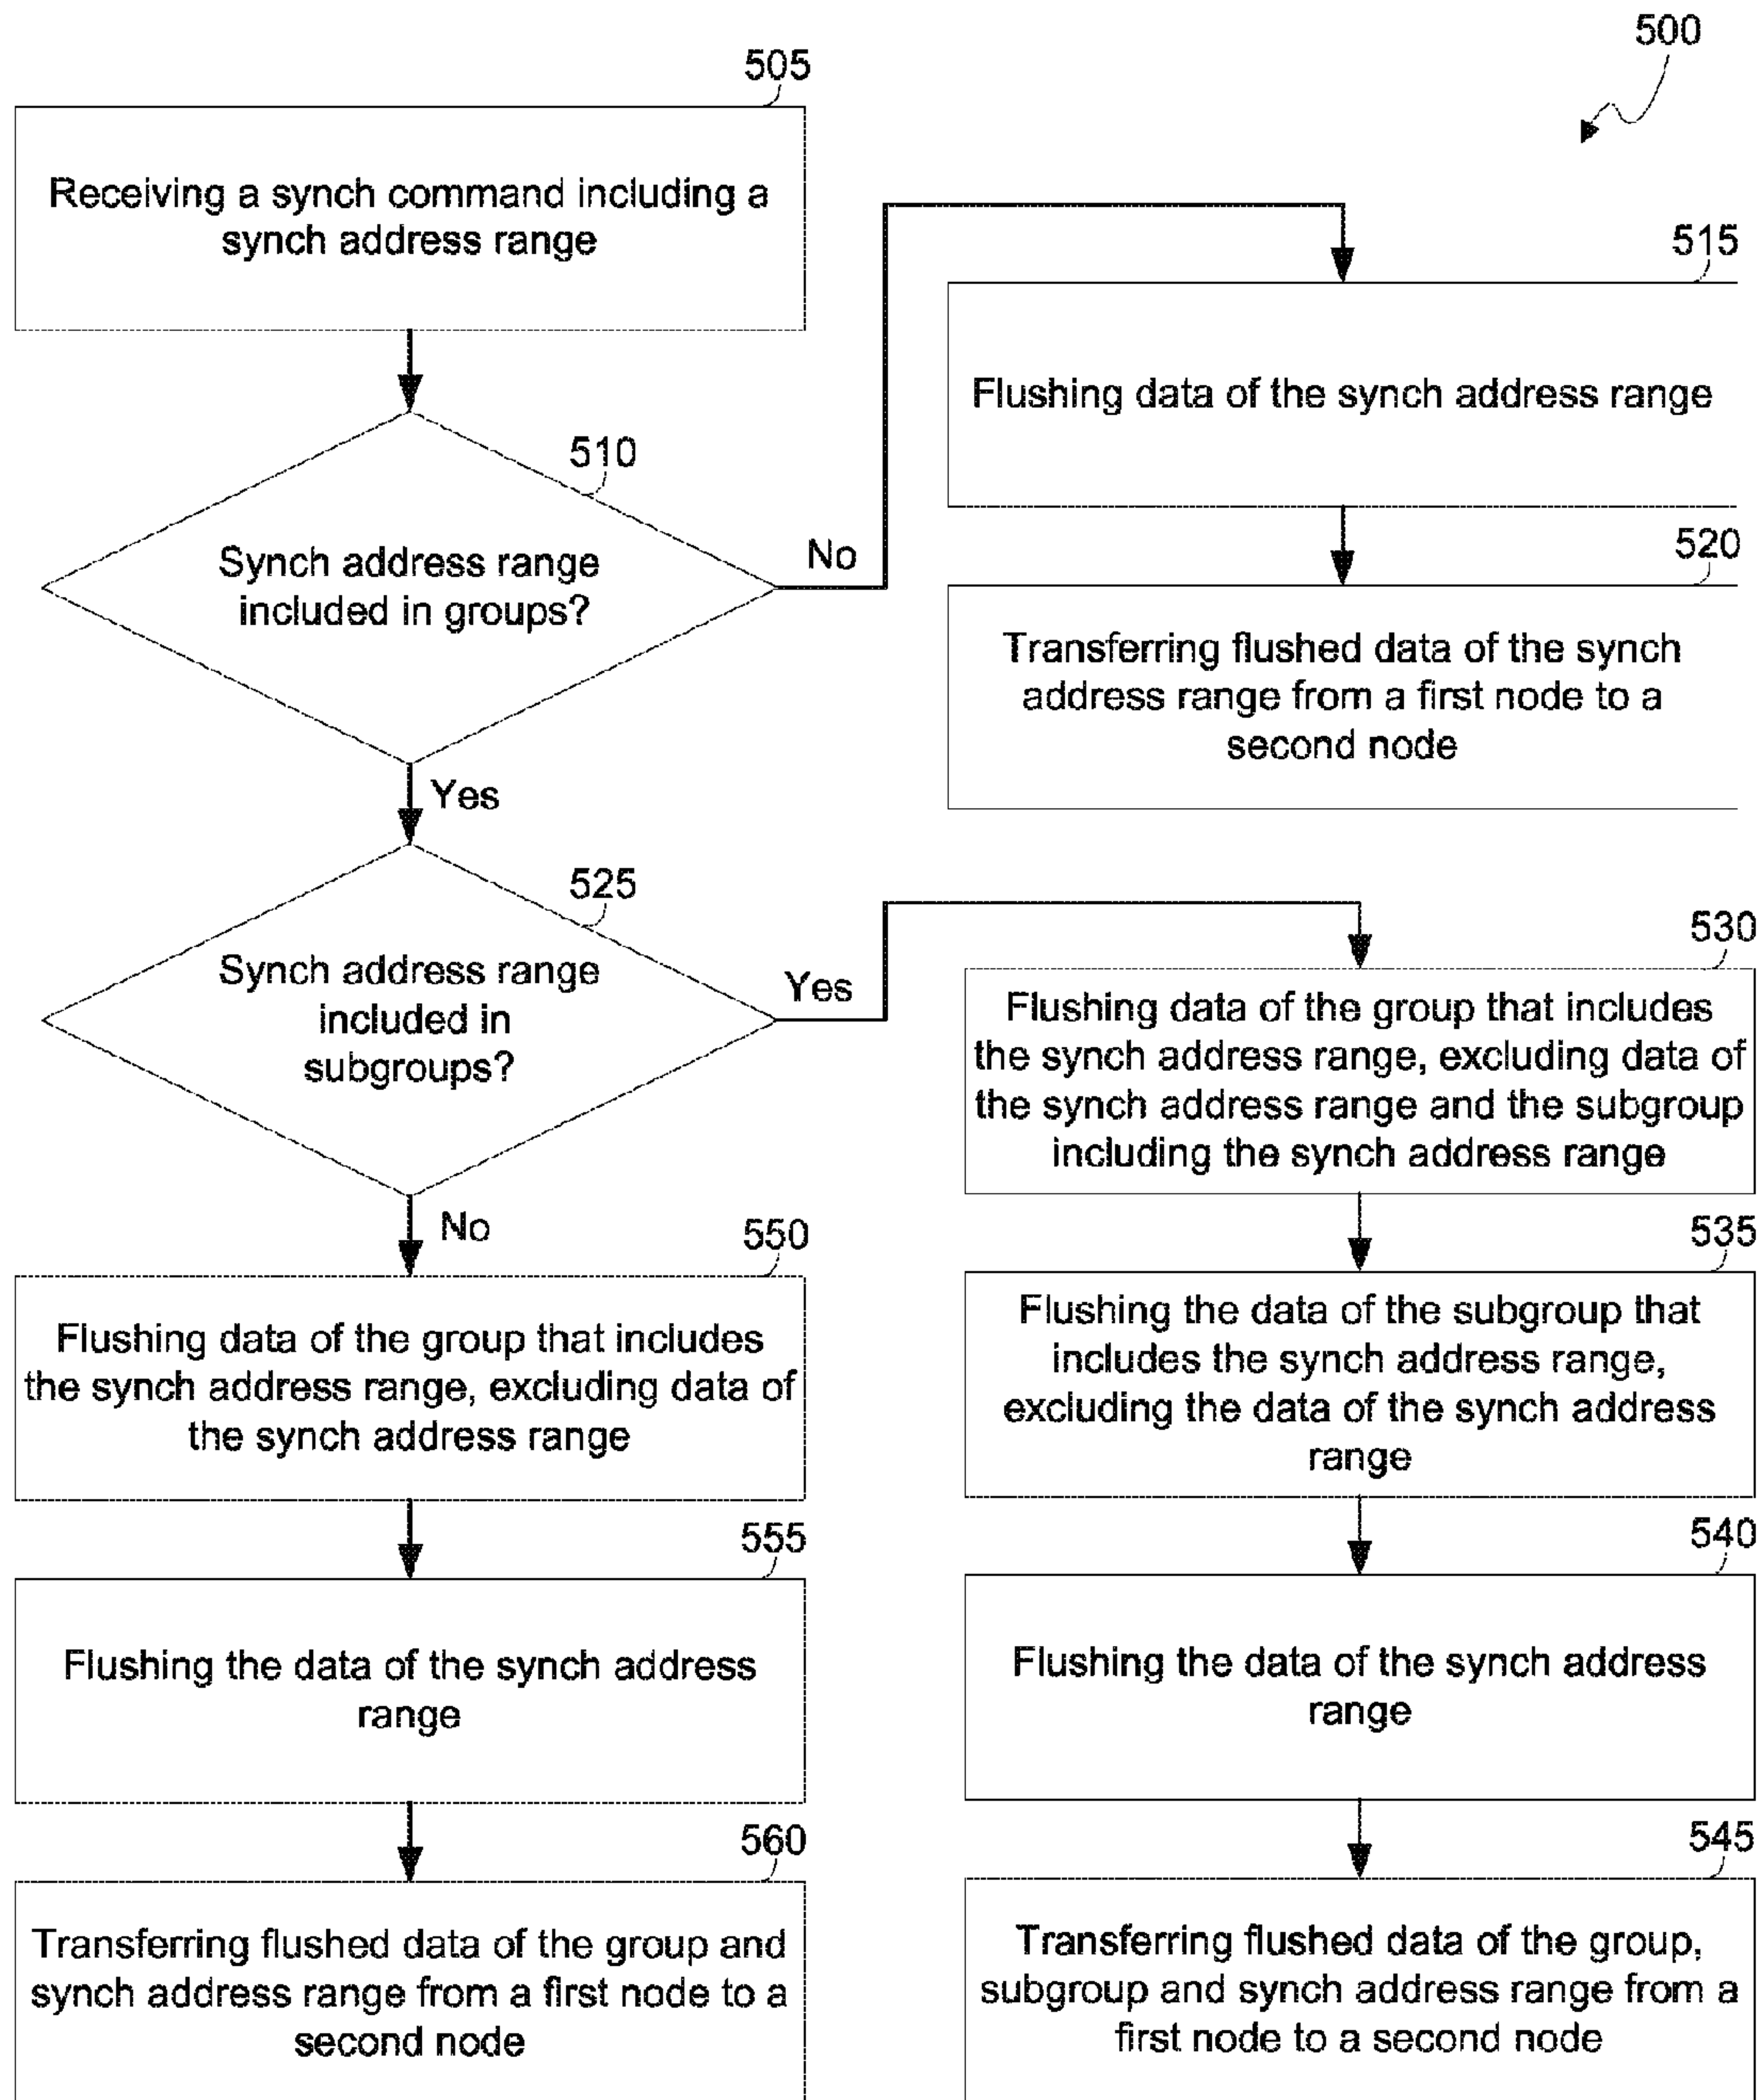 500
505
Receiving a synch command including a
synch address range
510
Synch address range
included in groups?
No
Yes
515
Flushing data of the synch address range
520
Transferring flushed data of the synch
address range from a first node to a
second node
525
Synch address range
included in
subgroups?
Yes
No
530
Flushing data of the group that includes
the synch address range, excluding data of
the synch address range and the subgroup
including the synch address range
535
Flushing the data of the subgroup that
includes the synch address range,
excluding the data of the synch address
range
540
Flushing the data of the synch address
range
545
Transferring flushed data of the group,
subgroup and synch address range from a
first node to a second node
550
Flushing data of the group that includes
the synch address range, excluding data of
the synch address range
555
Flushing the data of the synch address
range
560
Transferring flushed data of the group and
synch address range from a first node to a
second node